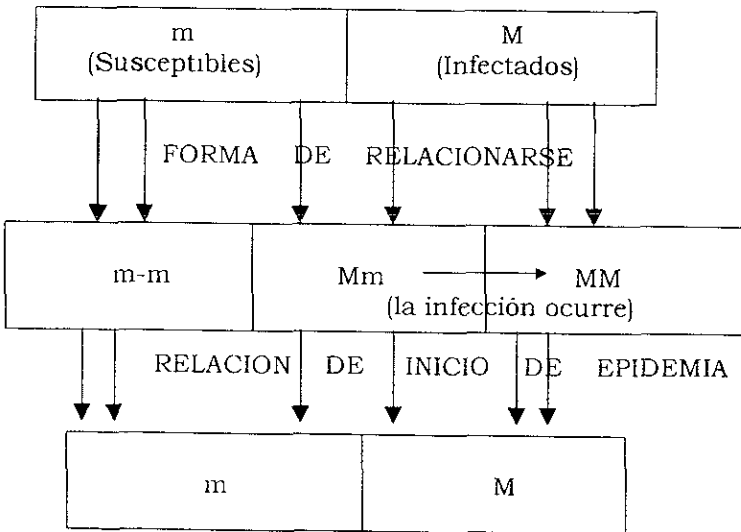 m M
(Susceptibles) (Infectados)
FORMA DE RELACIONARSE
m-m Mm MM
(la infección ocurre)
RELACION DE INICIO DE EPIDEMIA
m M